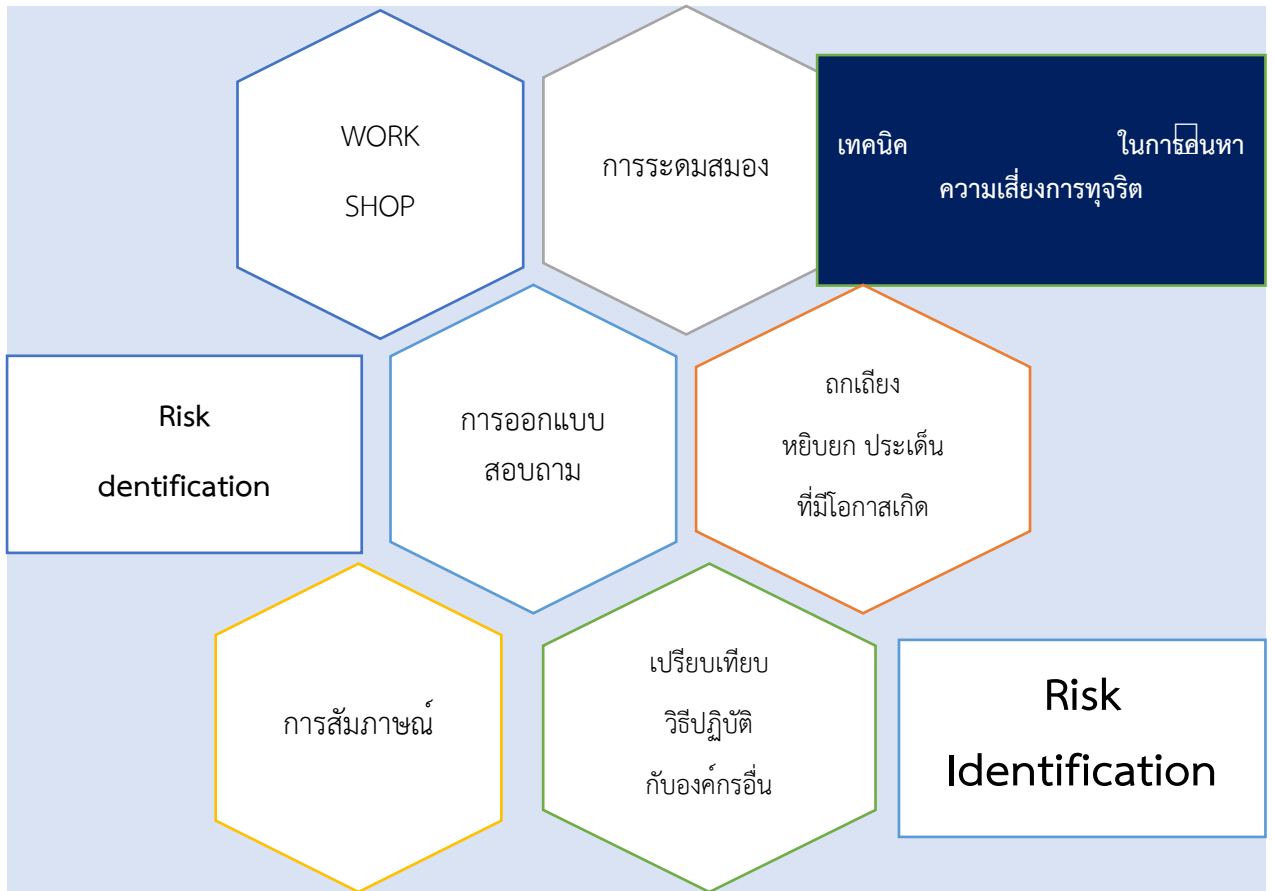 WORK
SHOP
การระดมสมอง
เทคนิค ในการค้นหา
ความเสี่ยงการทุจริต
Risk
dentification
การออกแบบ
สอบถาม
ถกเถียง
หยิบยก ประเด็น
ที่มีโอกาสเกิด
การสัมภาษณ์
เปรียบเทียบ
วิธีปฏิบัติ
กับองค์กรอื่น
Risk
Identification